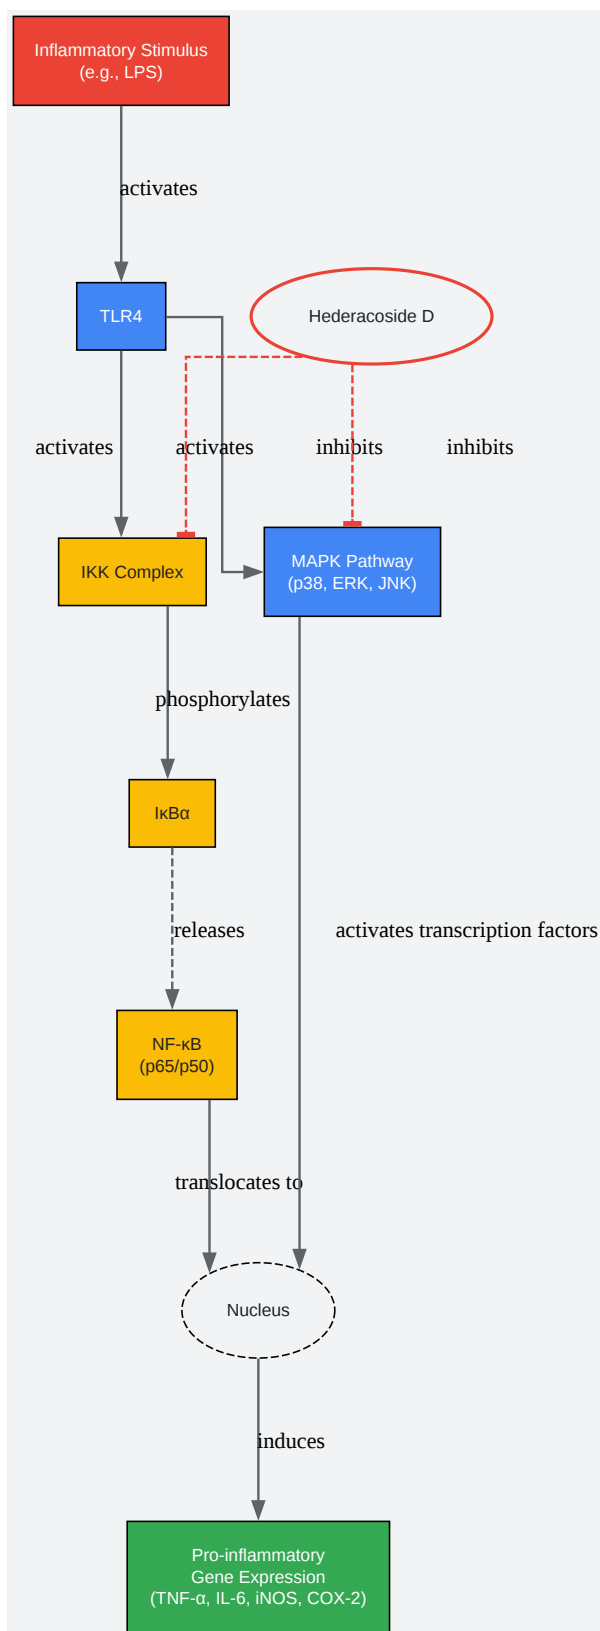 Inflammatory Stimulus
(e.g., LPS)
activates
TLR4
Hederacoside D
activates
activates
inhibits
inhibits
IKK Complex
MAPK Pathway
(p38, ERK, JNK)
phosphorylates
IκBα
releases
activates transcription factors
NF-κB
(p65/p50)
translocates to
Nucleus
induces
Pro-inflammatory
Gene Expression
(TNF-α, IL-6, iNOS, COX-2)